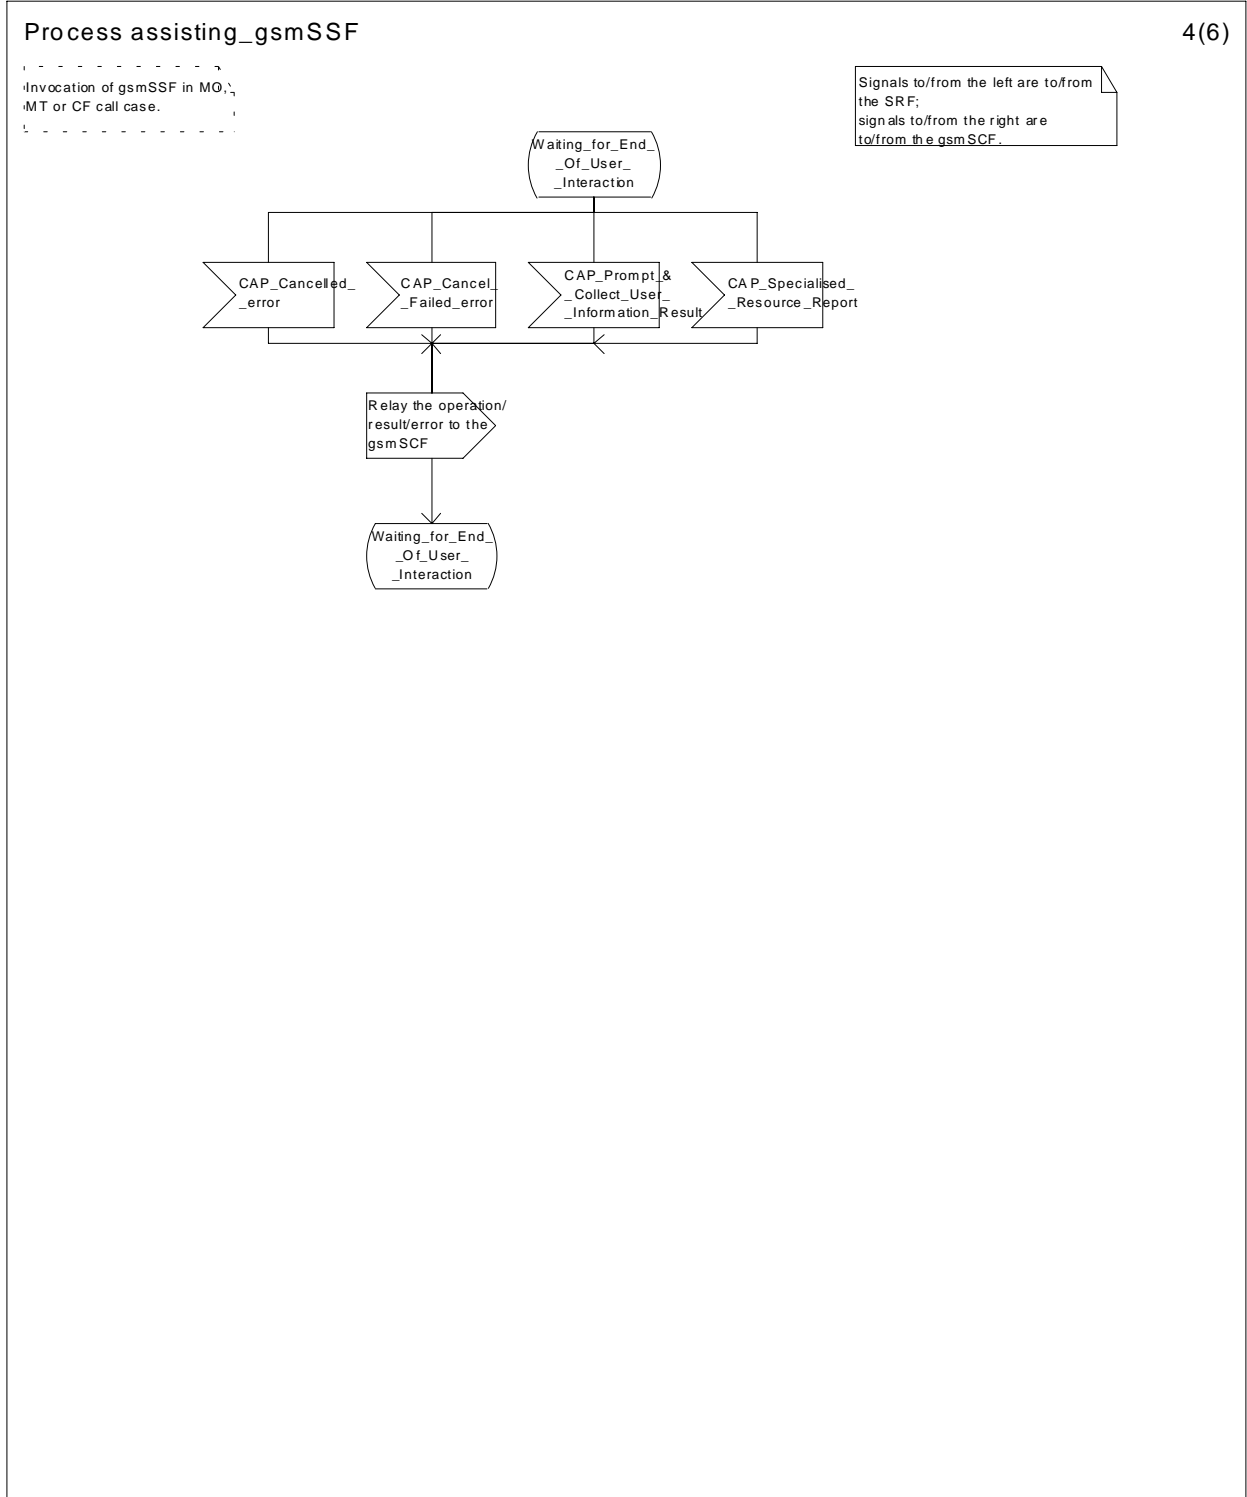 Process assisting_gsmSSF
4(6)
Invocation of gsmSSF in MO,
MT or CF call case.
Signals to/from the left are to/from
the SRF;
signals to/from the right are
to/from the gsmSCF.
Waiting_for_End_
_Of_User_
_Interaction
CAP_Cancelled_
_error
CAP_Cancel_
_Failed_error
CAP_Prompt_&
_Collect_User_
_Information_Result
CAP_Specialised_
_Resource_Report
Relay the operation/
result/error to the
gsmSCF
Waiting_for_End_
_Of_User_
_Interaction